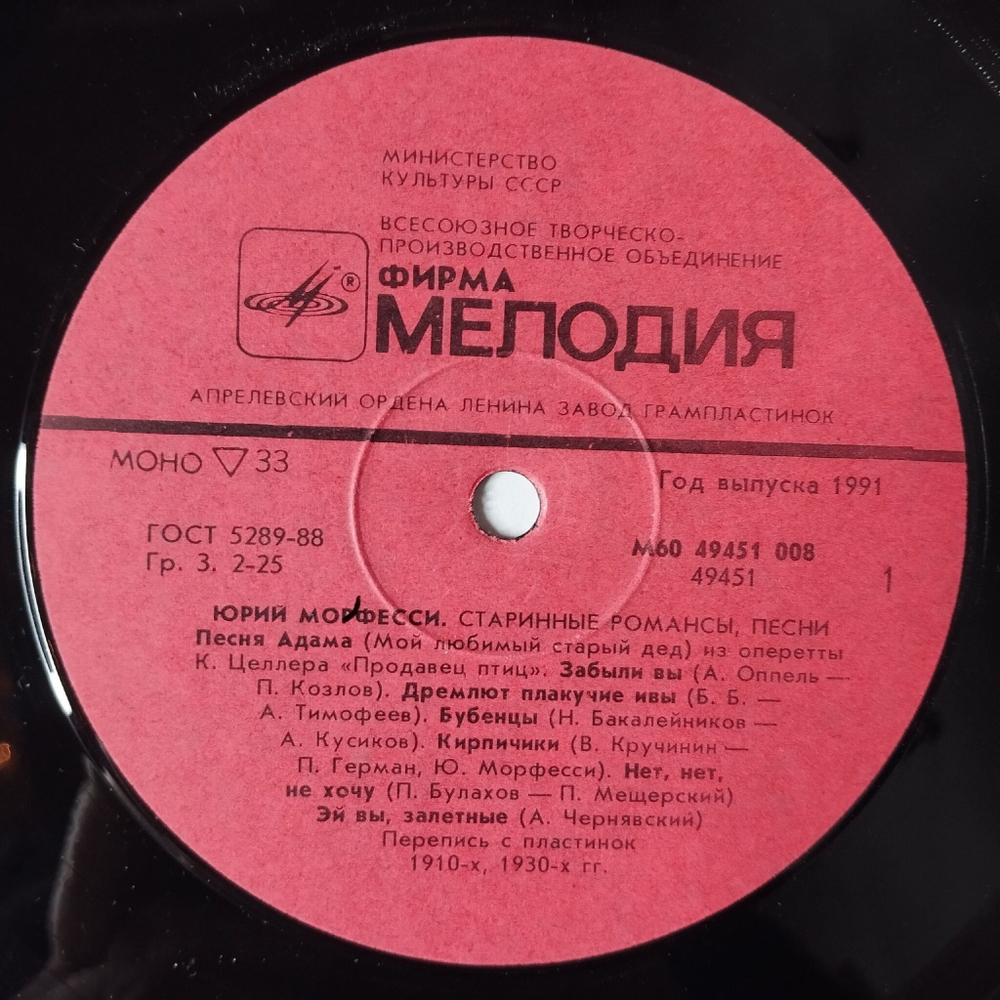 МИНИСТЕРСТВО
КУЛЬТУРЫ СССР
ВСЕСОЮЗНОЕ ТВОРЧЕСКО-
ПРОИЗВОДСТВЕННОЕ ОБЪЕДИНЕНИЕ
®
ФИРМА
МЕЛОДИЯ
АПРЕЛЕВСКИЙ ОРДЕНА ЛЕНИНА ЗАВОД ГРАМПЛАСТИНОК
МОНО ▽ 33
Год выпуска 1991
ГОСТ 5289-88
Гр. 3. 2-25
М60 49451 008
49451
1
ЮРИЙ МОРФЕССИ. СТАРИННЫЕ РОМАНСЫ, ПЕСНИ
Песня Адама (Мой любимый старый дед) из оперетты
К. Целлера «Продавец птиц». Забыли вы (А. Оппель —
П. Козлов). Дремлют плакучие ивы (Б. Б. —
А. Тимофеев). Бубенцы (Н. Бакалейников —
А. Кусиков). Кирпичики (В. Кручинин —
П. Герман, Ю. Морфесси). Нет, нет,
не хочу (П. Булахов — П. Мещерский)
Эй вы, залетные (А. Чернявский)
Перепись с пластинок
1910-х, 1930-х гг.